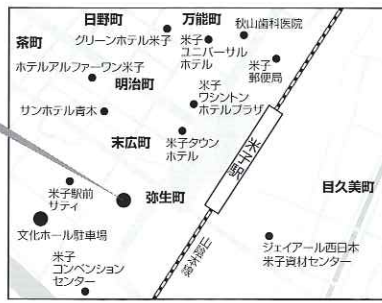 日野町
万能町
秋山歯科医院
グリーンホテル米子
茶町
米子
ユニバーサル
ホテル
ホテルアルファーワン米子
米子
郵便局
明治町
米子
ワシントン
ホテルプラザ
サンホテル青木
末広町
米子タウン
ホテル
米子駅
目久美町
米子駅前
サティ
弥生町
文化ホール駐車場
山陰本線
ジェイアール西日本
米子資材センター
米子
コンベンション
センター